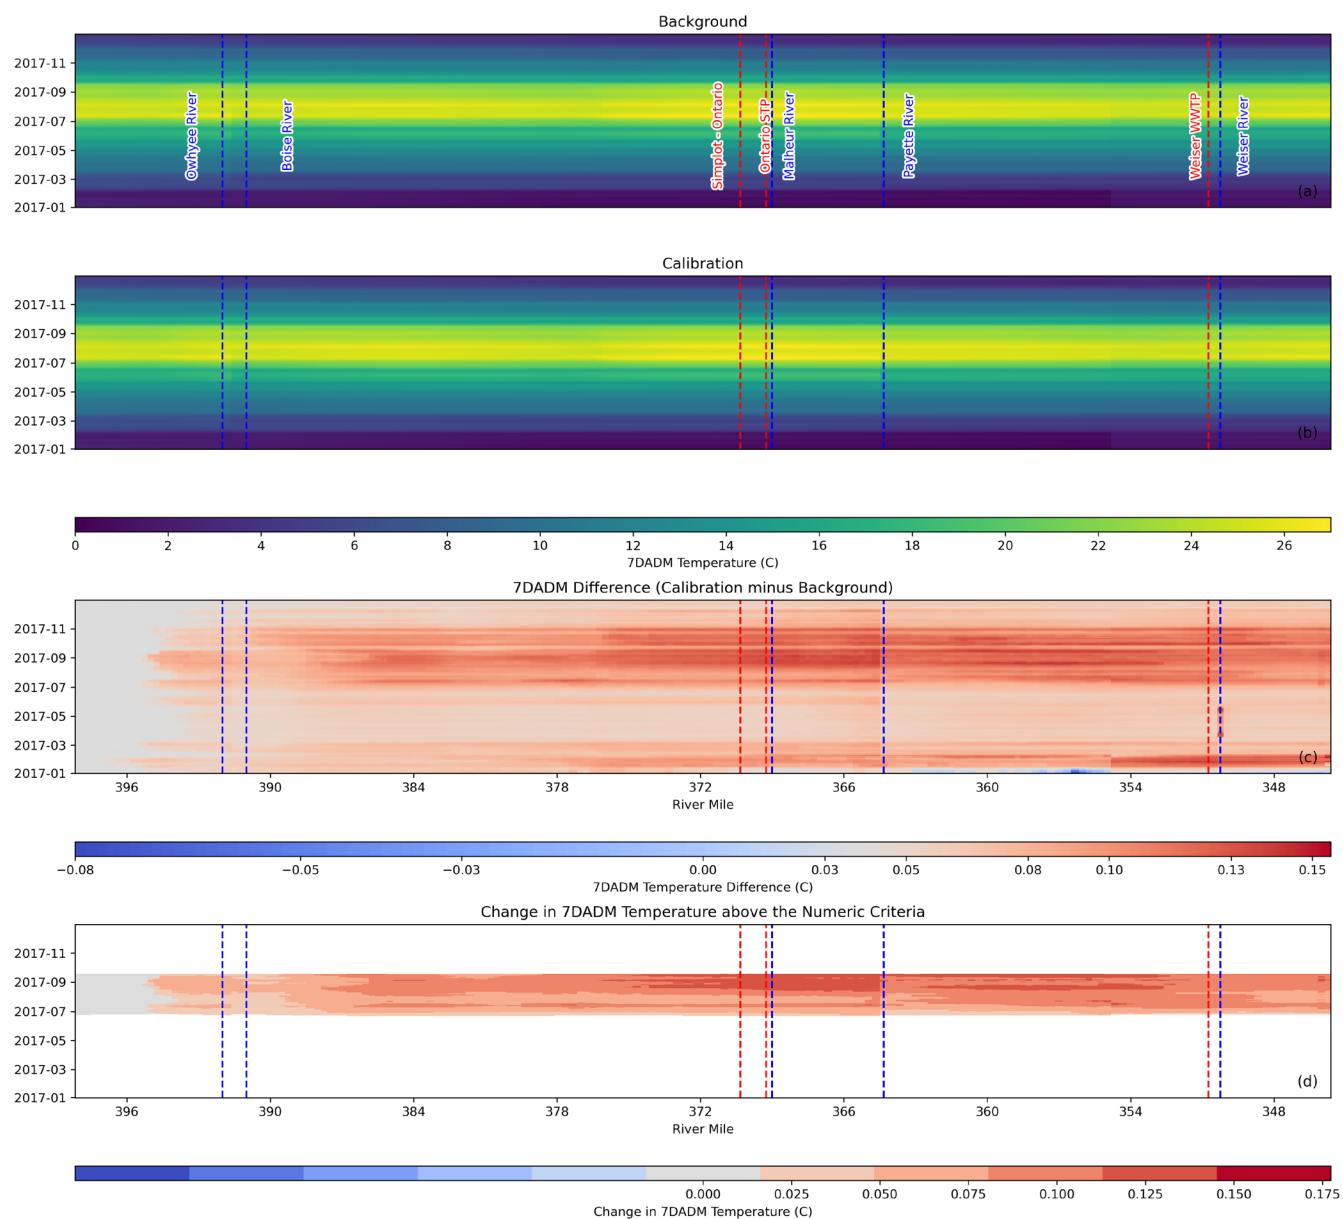 Background
2017-11
2017-09
2017-07
2017-05
2017-03
2017-01
Owhyee River
Boise River
Simplot - Ontario
Ontario STP
Malheur River
Payette River
Weiser WWTP
Weiser River
(a)
Calibration
2017-11
2017-09
2017-07
2017-05
2017-03
2017-01
(b)
0 2 4 6 8 10 12 14 16 18 20 22 24 26
7DADM Temperature (C)
7DADM Difference (Calibration minus Background)
2017-11
2017-09
2017-07
2017-05
2017-03
2017-01
(c)
396 390 384 378 372 366 360 354 348
River Mile
−0.08 −0.05 −0.03 0.00 0.03 0.05 0.08 0.10 0.13 0.15
7DADM Temperature Difference (C)
Change in 7DADM Temperature above the Numeric Criteria
2017-11
2017-09
2017-07
2017-05
2017-03
2017-01
(d)
396 390 384 378 372 366 360 354 348
River Mile
0.000 0.025 0.050 0.075 0.100 0.125 0.150 0.175
Change in 7DADM Temperature (C)